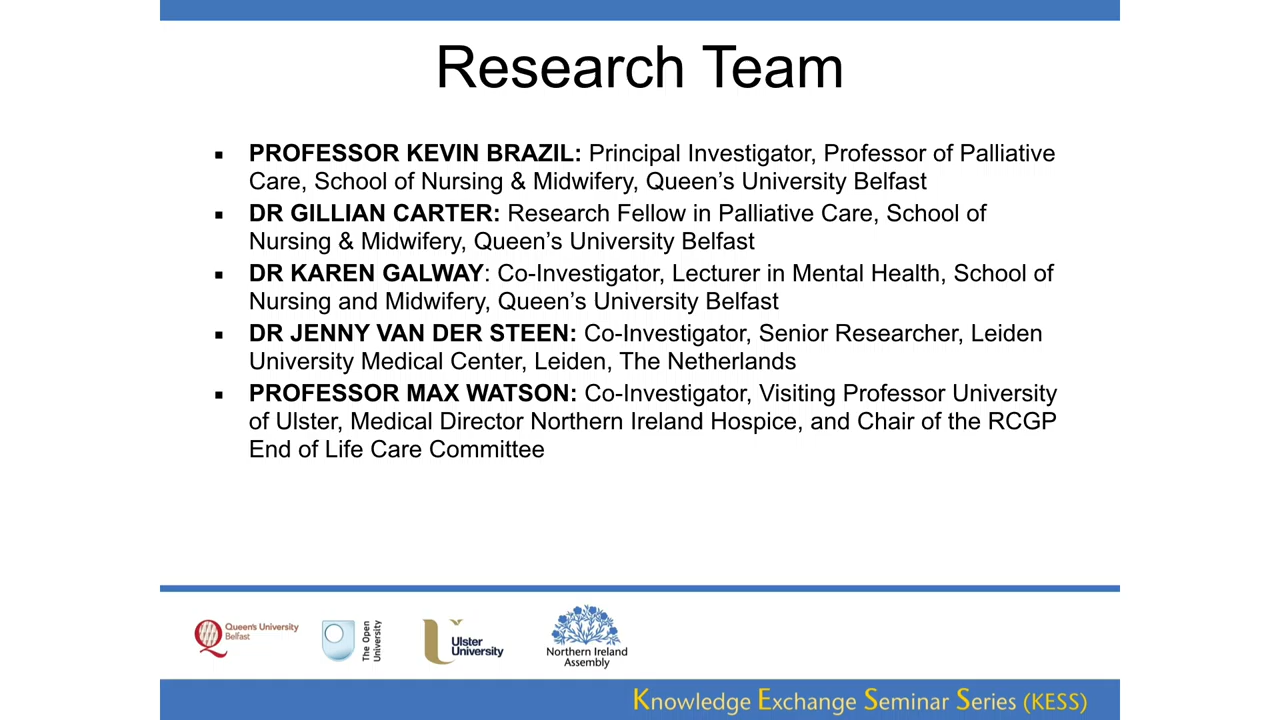 Research Team
▪ PROFESSOR KEVIN BRAZIL: Principal Investigator, Professor of Palliative
Care, School of Nursing & Midwifery, Queen’s University Belfast
▪ DR GILLIAN CARTER: Research Fellow in Palliative Care, School of
Nursing & Midwifery, Queen’s University Belfast
▪ DR KAREN GALWAY: Co-Investigator, Lecturer in Mental Health, School of
Nursing and Midwifery, Queen’s University Belfast
▪ DR JENNY VAN DER STEEN: Co-Investigator, Senior Researcher, Leiden
University Medical Center, Leiden, The Netherlands
▪ PROFESSOR MAX WATSON: Co-Investigator, Visiting Professor University
of Ulster, Medical Director Northern Ireland Hospice, and Chair of the RCGP
End of Life Care Committee
Queen's University
Belfast
The Open
University
Ulster
University
Northern Ireland
Assembly
Knowledge Exchange Seminar Series (KESS)